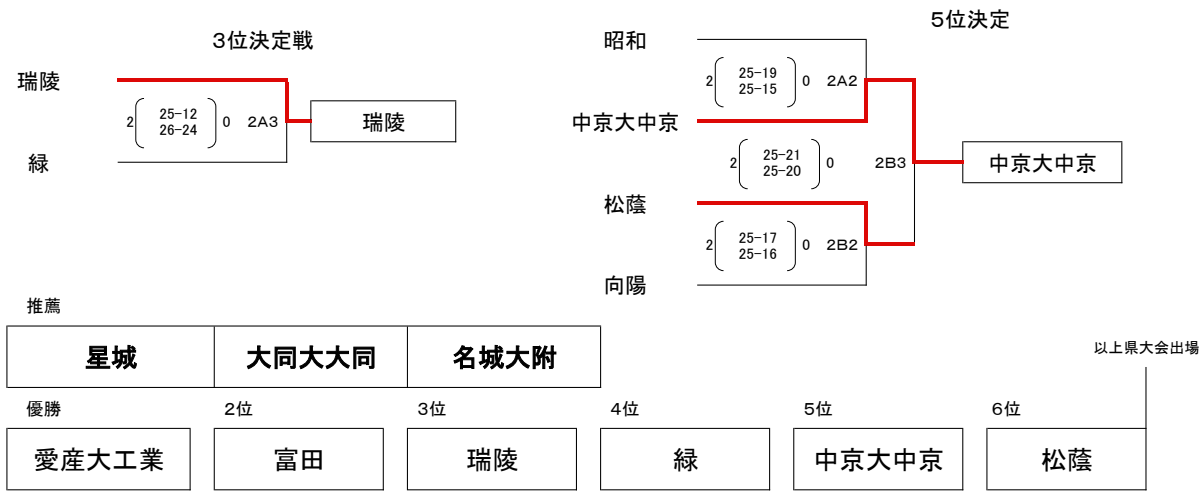 3位決定戦
瑞陵
2 25-12 0 2A3
26-24
瑞陵
緑
5位決定
昭和
2 25-19 0 2A2
25-15
中京大中京
2 25-21 0 2B3
25-20
中京大中京
松蔭
2 25-17 0 2B2
25-16
向陽
推薦
星城 大同大大同 名城大附
以上県大会出場
優勝 2位 3位 4位 5位 6位
愛産大工業 富田 瑞陵 緑 中京大中京 松蔭